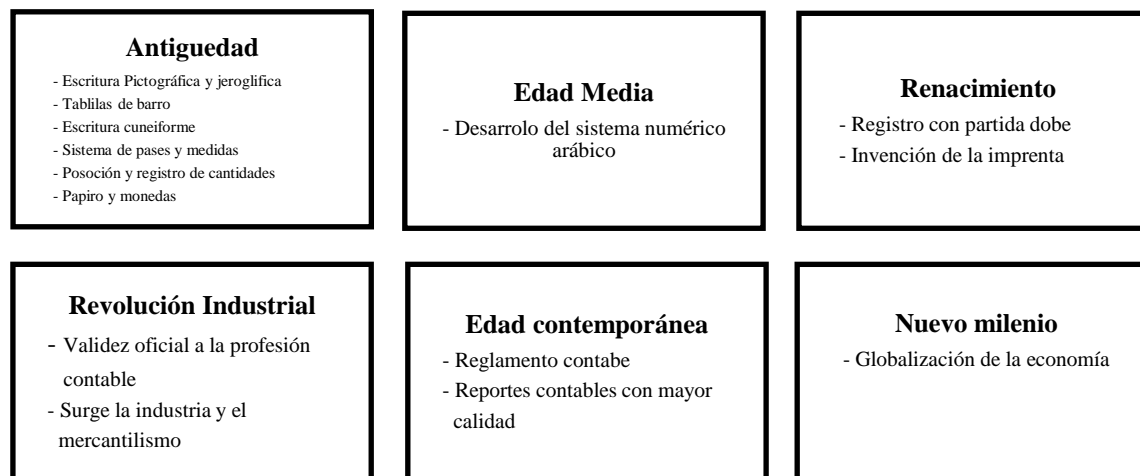 Antiguedad
- Escritura Pictográfica y jeroglifica
- Tablilas de barro
- Escritura cuneiforme
- Sistema de pases y medidas
- Posoción y registro de cantidades
- Papiro y monedas
Edad Media
- Desarrolo del sistema numérico
arábico
Renacimiento
- Registro con partida dobe
- Invención de la imprenta
Revolución Industrial
- Validez oficial a la profesión
contable
- Surge la industria y el
mercantilismo
Edad contemporánea
- Reglamento contabe
- Reportes contables con mayor
calidad
Nuevo milenio
- Globalización de la economía